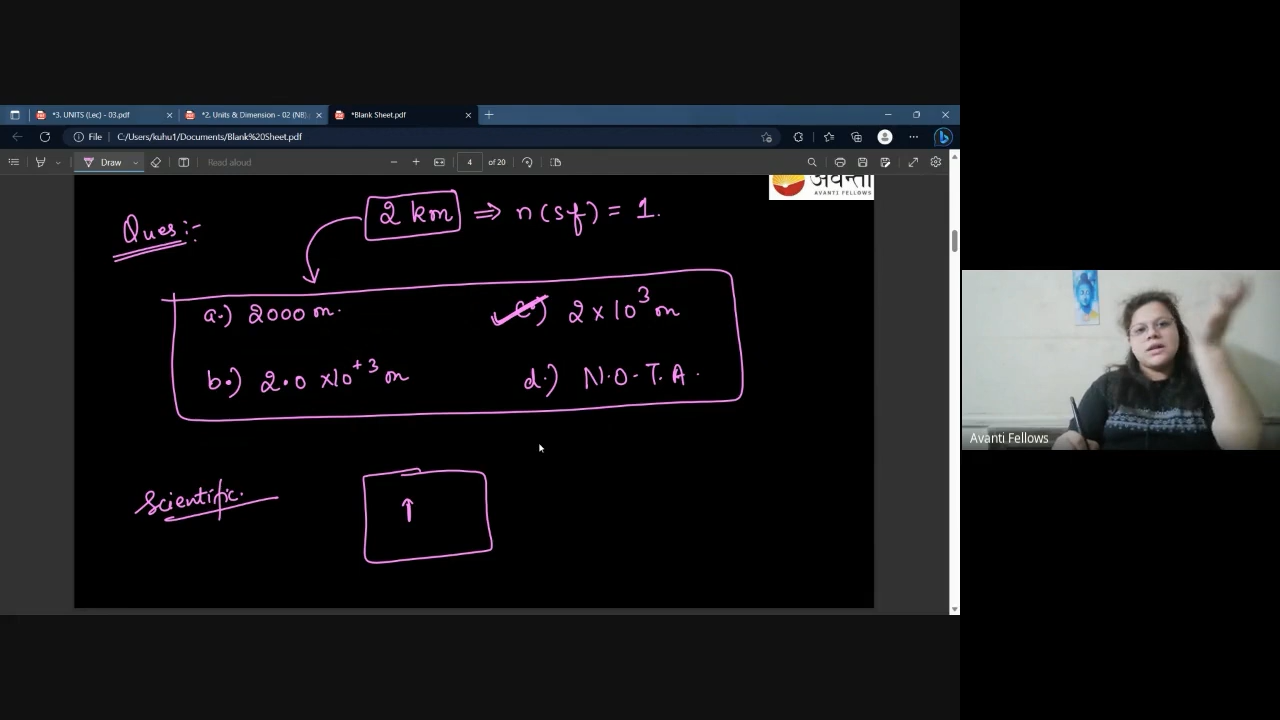 *3. UNITS (Lec) - 03.pdf
*2. Units & Dimension - 02 (NB).
*Blank Sheet.pdf
File
C:/Users/kuhu1/Documents/Blank%20Sheet.pdf
Draw
Read aloud
4 of 20
अवन्ती
AVANTI FELLOWS
Ques:-
2 km ⇒ n(sf) = 1.
a.) 2000 m.
c.) 2 × 10³ m
b.) 2.0 ×10⁺³ m
d.) N.O.T.A.
Scientific.
Avanti Fellows